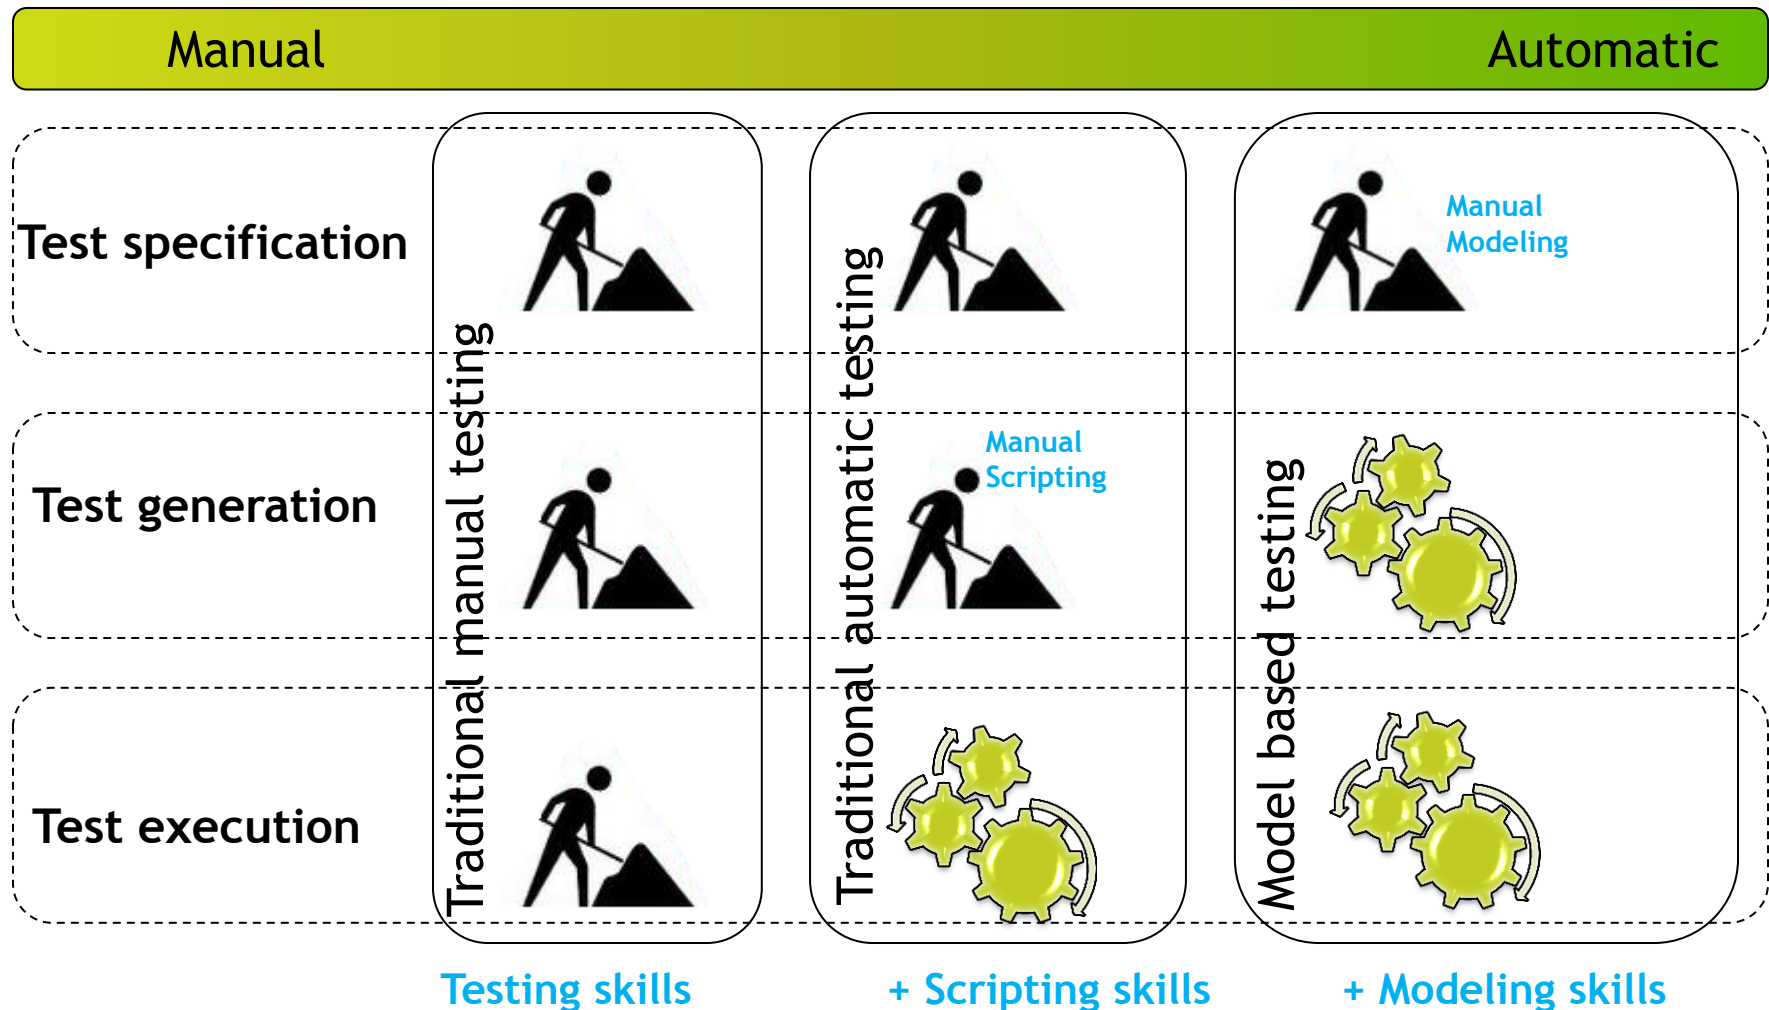 Manual
Automatic
Test specification
Manual
Modeling
Test generation
Manual
Scripting
Test execution
Traditional manual testing
Traditional automatic testing
Model based testing
Testing skills
+ Scripting skills
+ Modeling skills